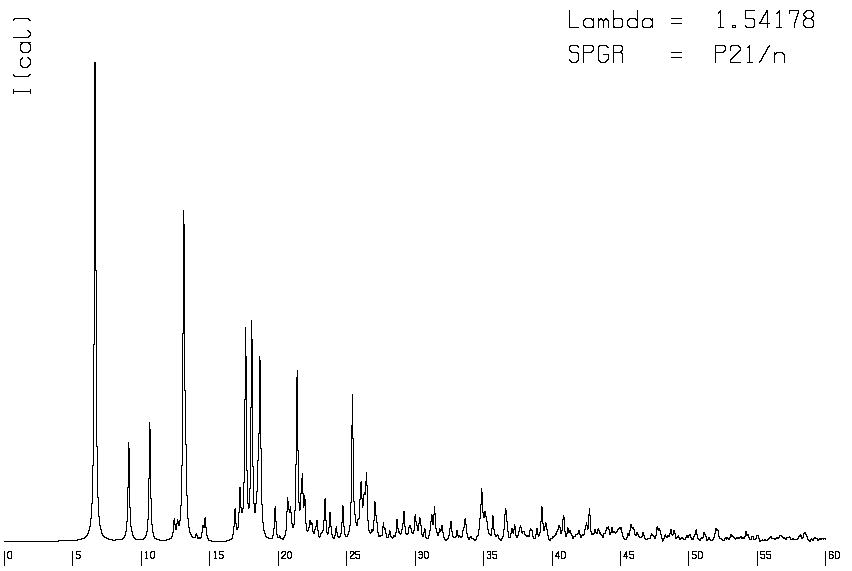 I(cal)
Lambda = 1.54178
SPGR = P21/n
|0 |5 |10 |15 |20 |25 |30 |35 |40 |45 |50 |55 |60